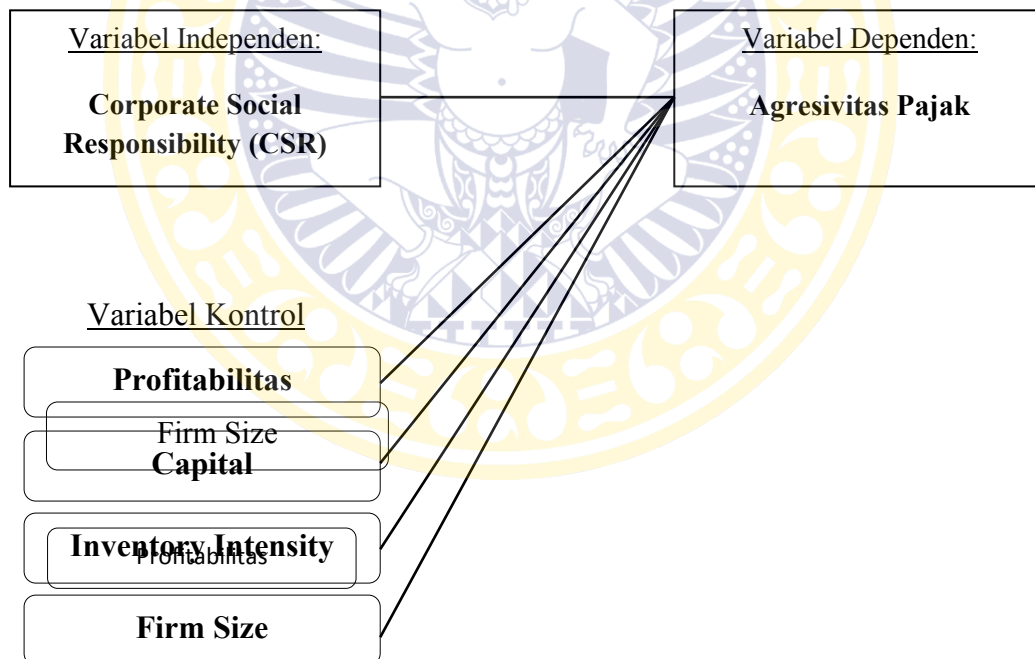 Variabel Independen:
Corporate Social
Responsibility (CSR)
Variabel Dependen:
Agresivitas Pajak
Variabel Kontrol
Profitabilitas
Firm Size
Capital
Inventory Intensity
Profitabilitas
Firm Size